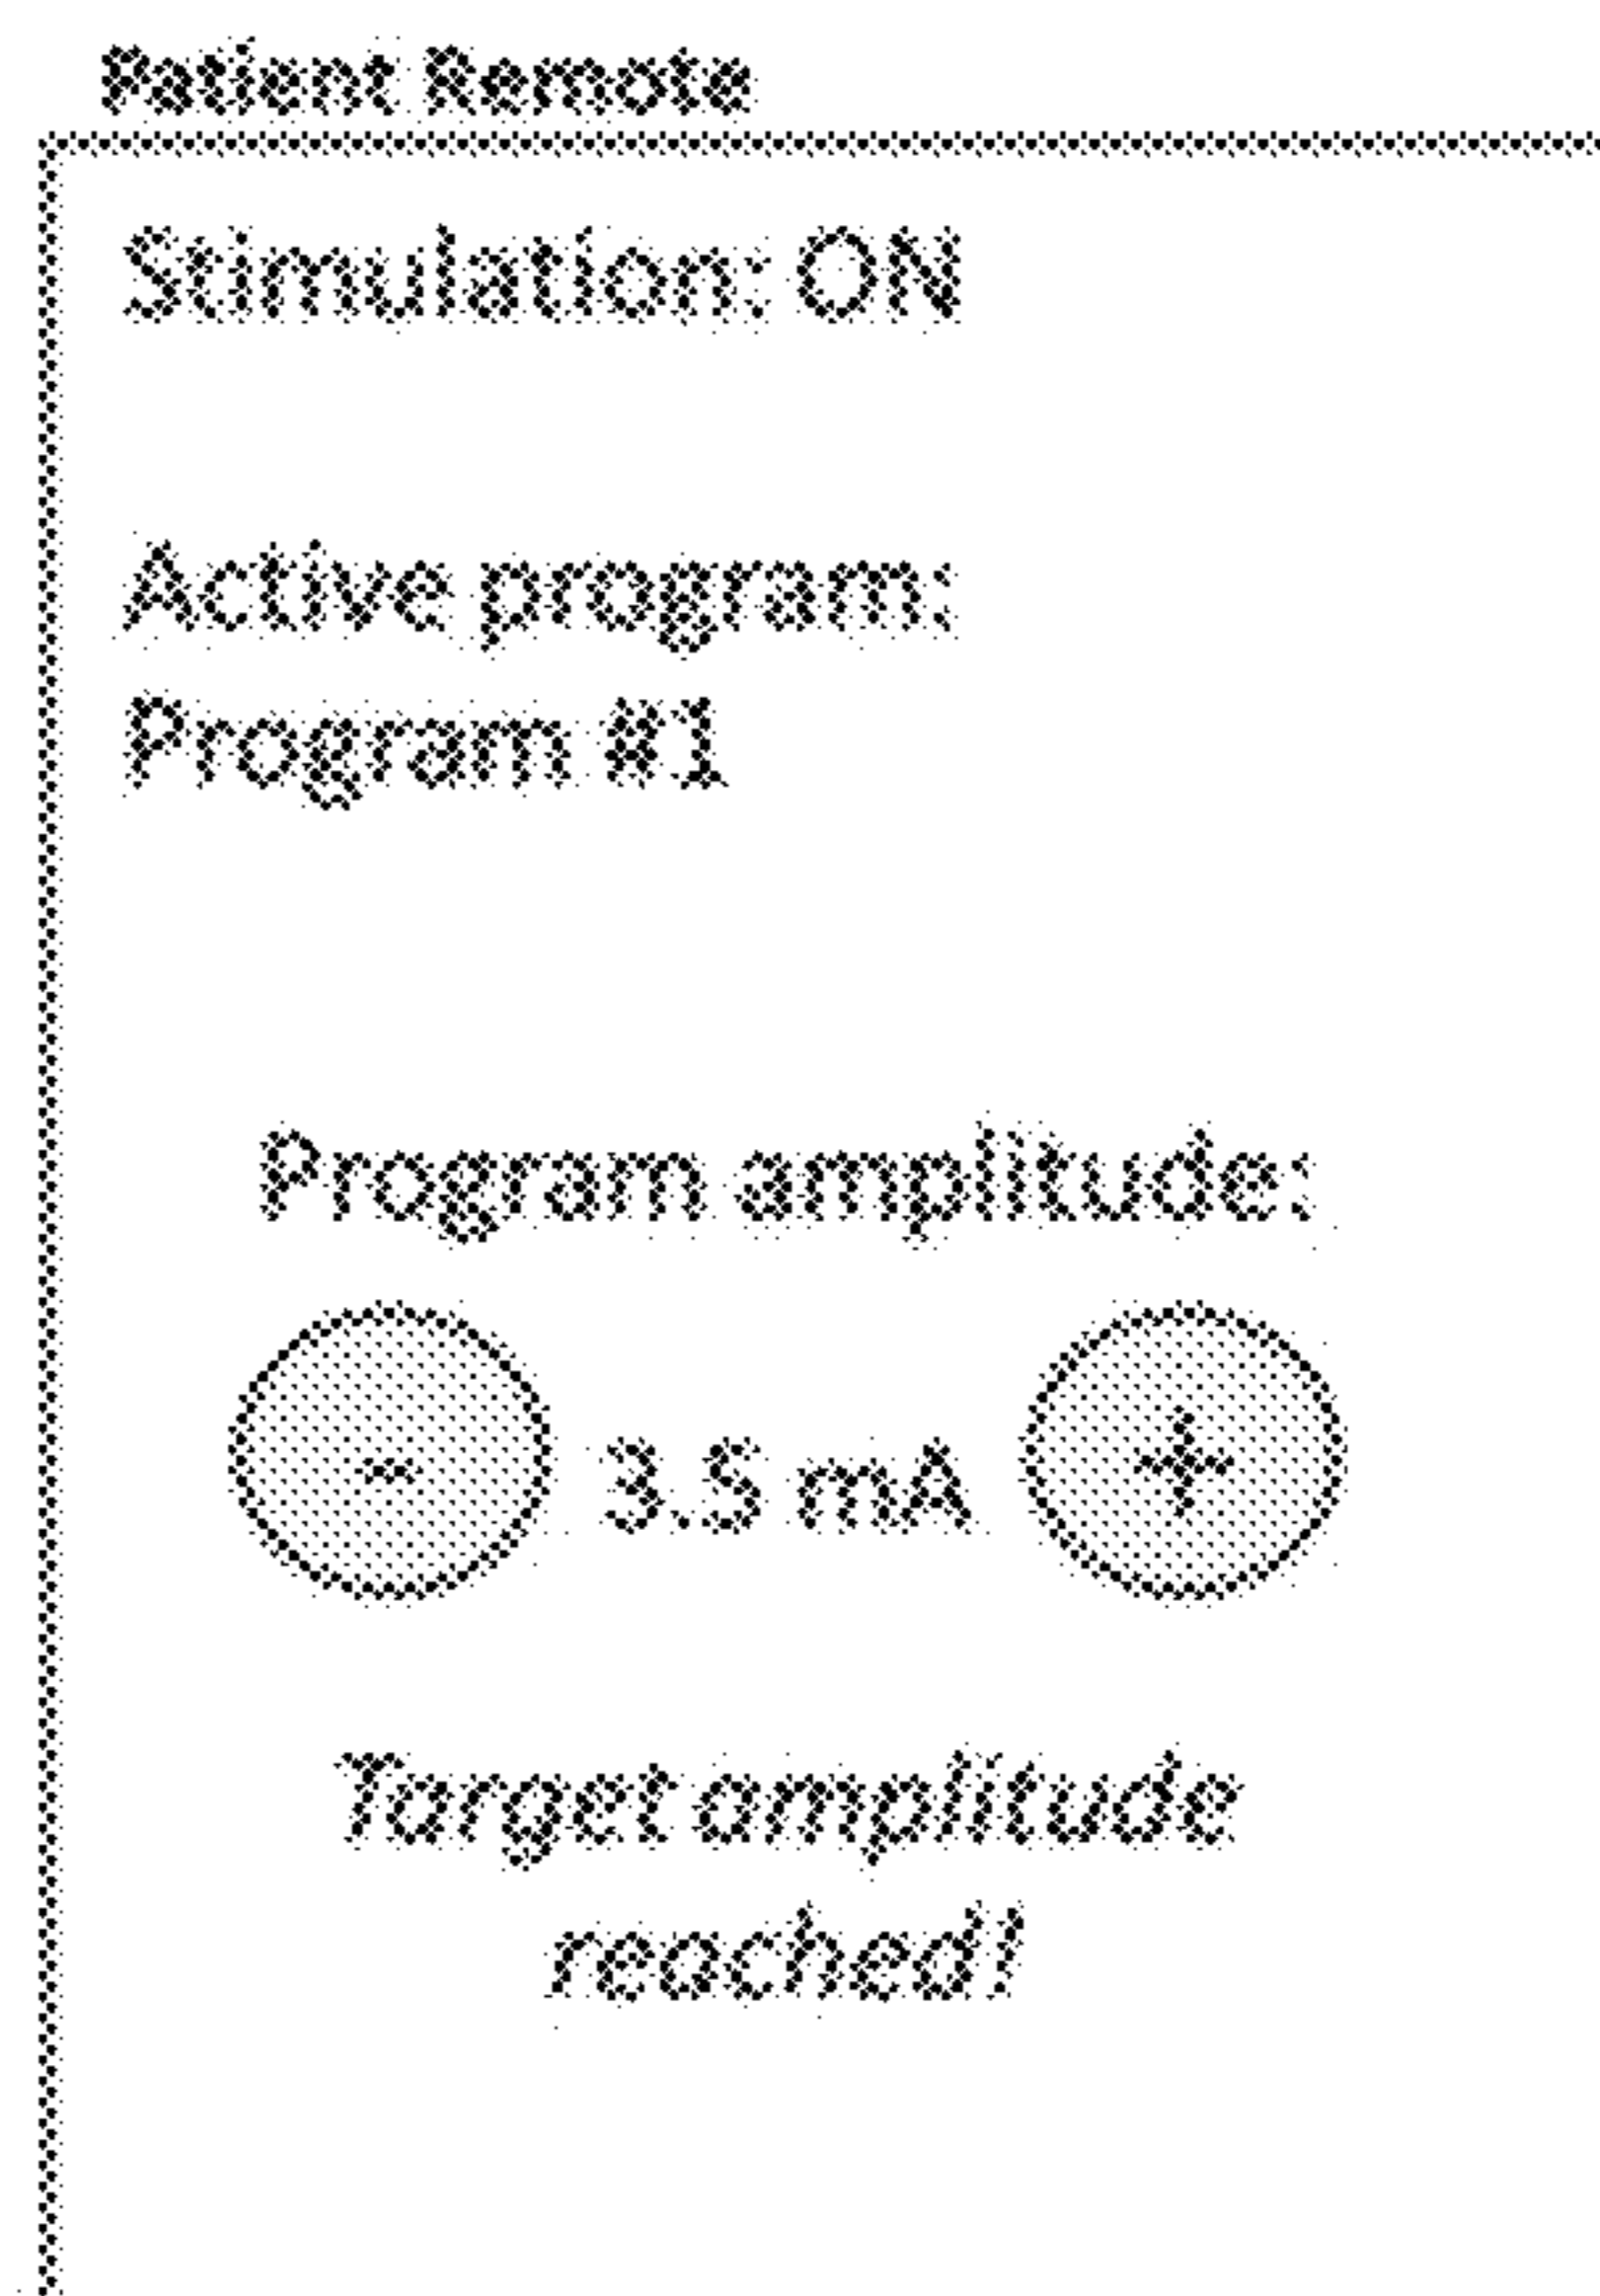 Patient Remote
Stimulation: ON
Active program:
Program #1
Program amplitude:
- 3.5 mA +
Target amplitude
reached!